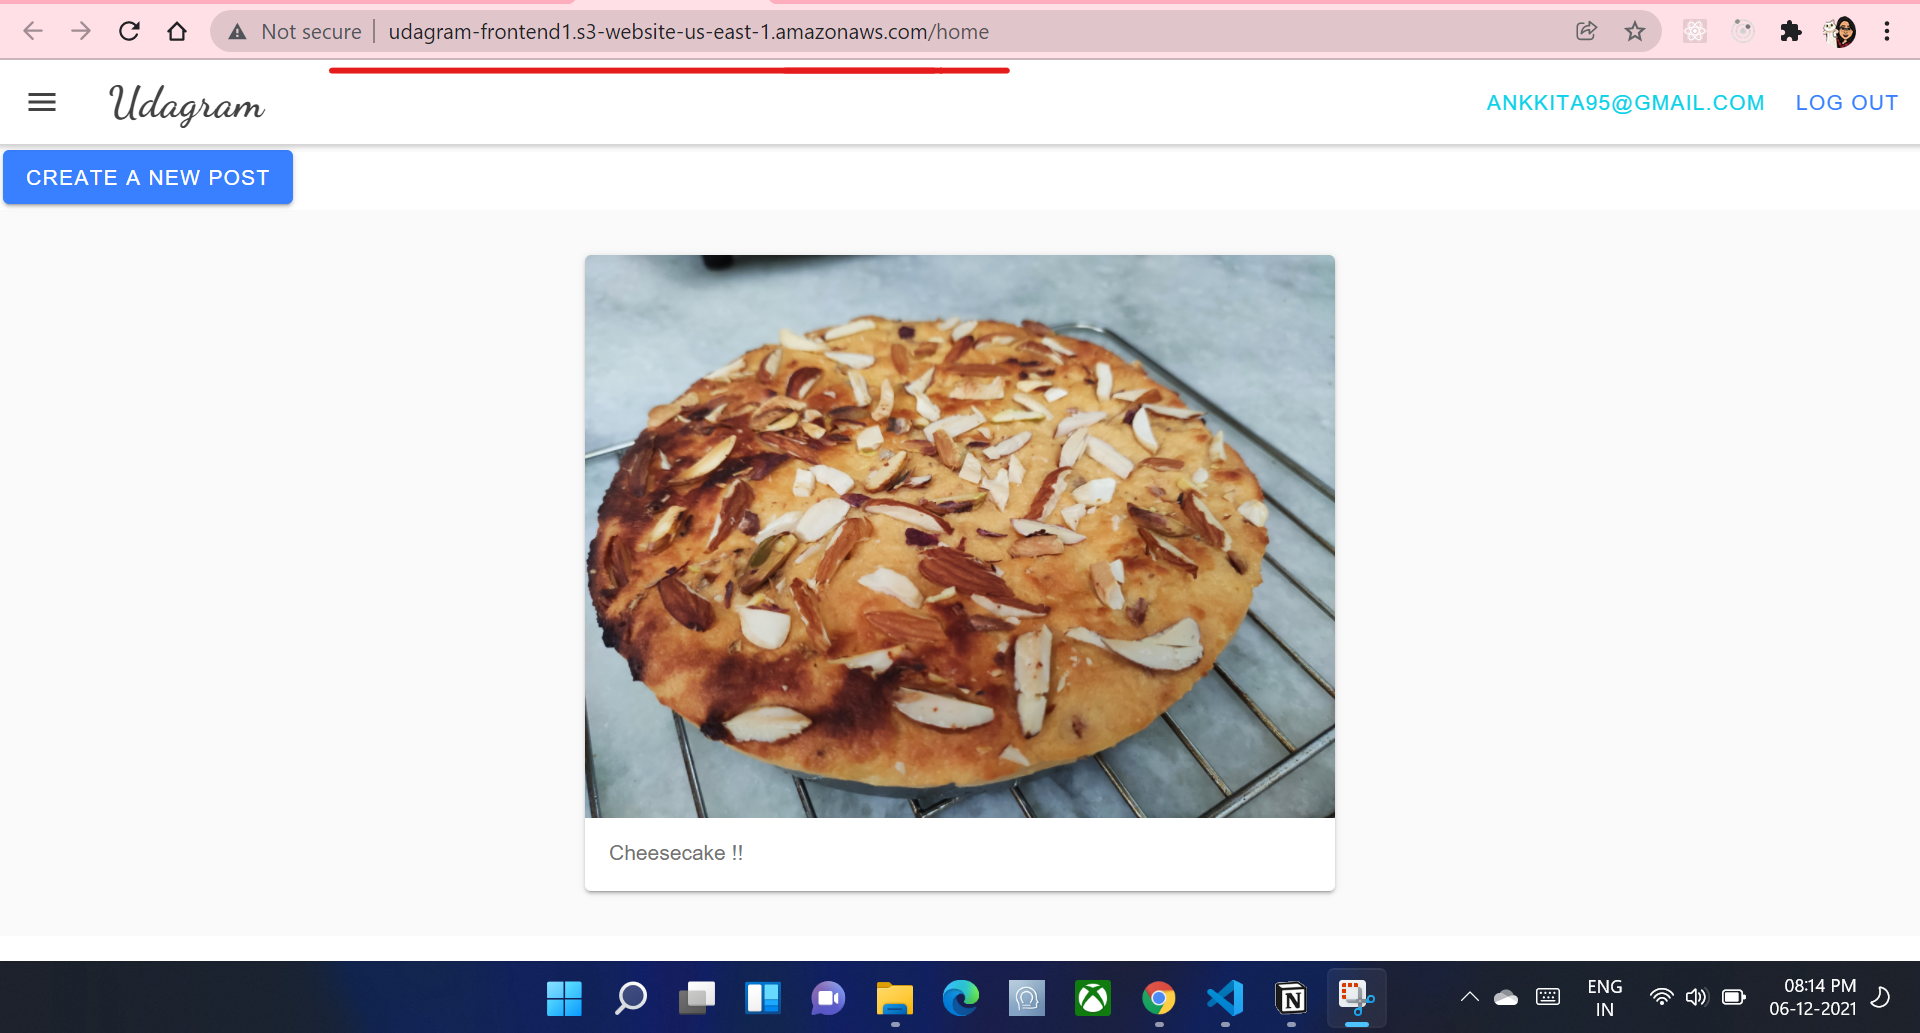 Not secure | udagram-frontend1.s3-website-us-east-1.amazonaws.com/home
Udagram
ANKKITA95@GMAIL.COM
LOG OUT
CREATE A NEW POST
Cheesecake !!
ENG
IN
08:14 PM
06-12-2021